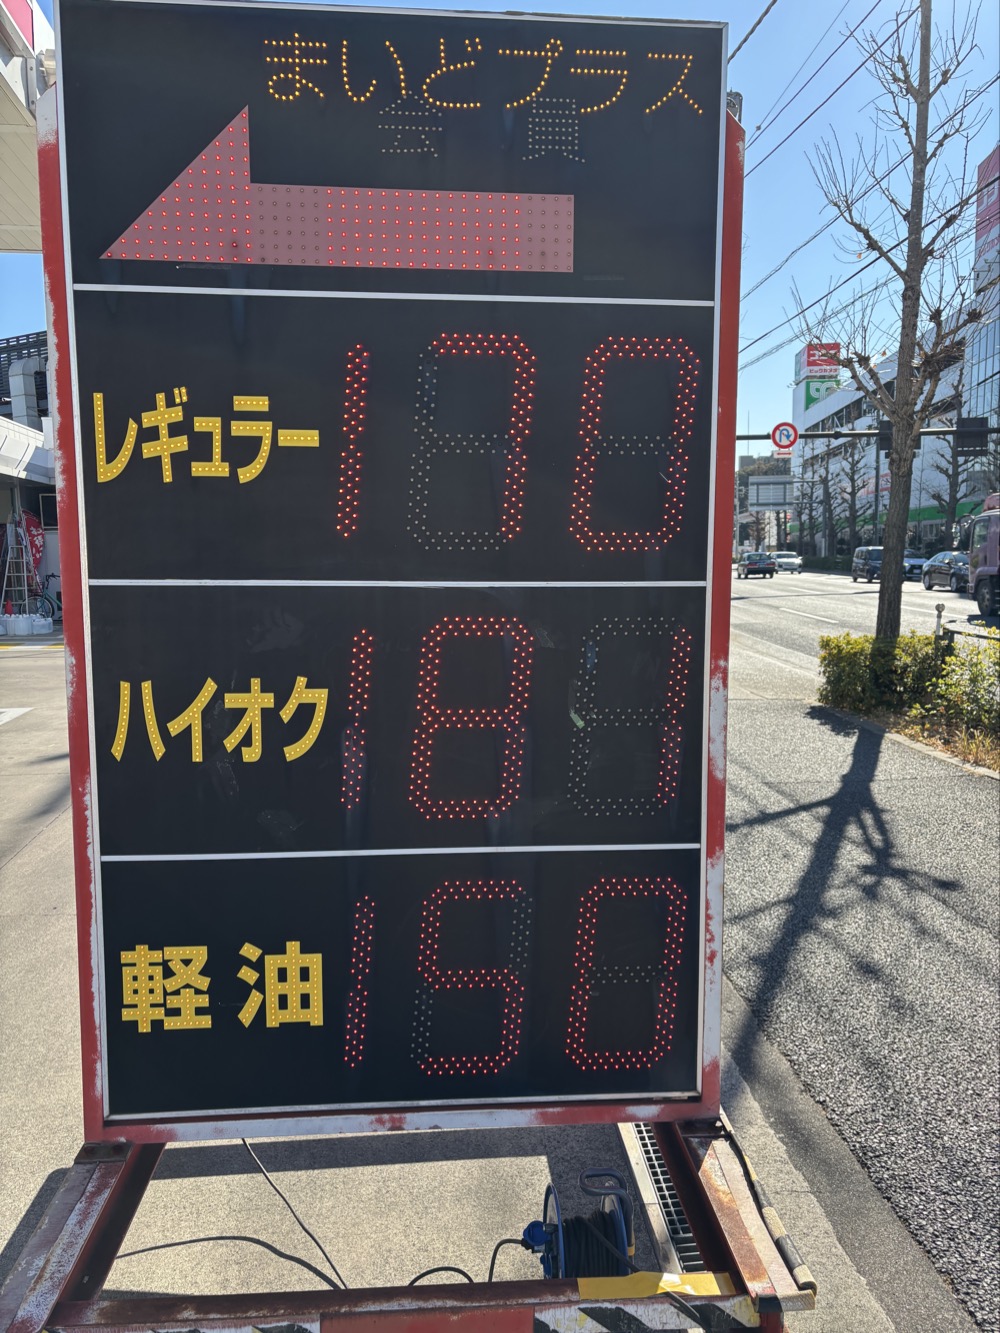 まいどプラス
会員
レギュラー 170
ハイオク 181
軽油 150